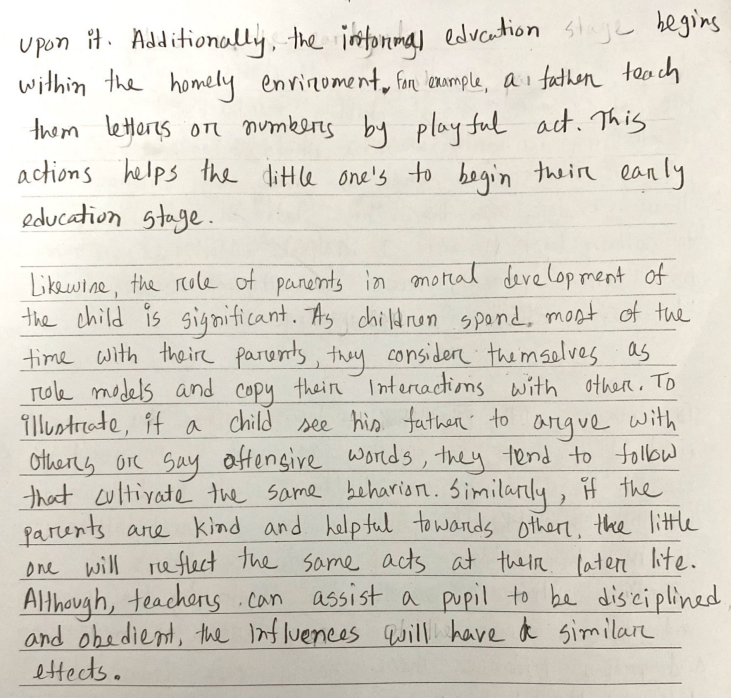 upon it. Additionally, the informal education stage begins
within the homely enviroment. For example, a father teach
them letters or numbers by playful act. This
actions helps the little one's to begin their early
education stage.
Likewise, the role of parents in moral development of
the child is significant. As children spend most of the
time with their parents, they consider themselves as
role models and copy their Interactions with other. To
illustrate, if a child see his father to argue with
others or say offensive words, they tend to follow
that cultivate the same behavior. Similarly, if the
parents are kind and helpful towards other, the little
one will reflect the same acts at their later life.
Although, teachers can assist a pupil to be disciplined
and obedient, the Influences will have similar
effects.